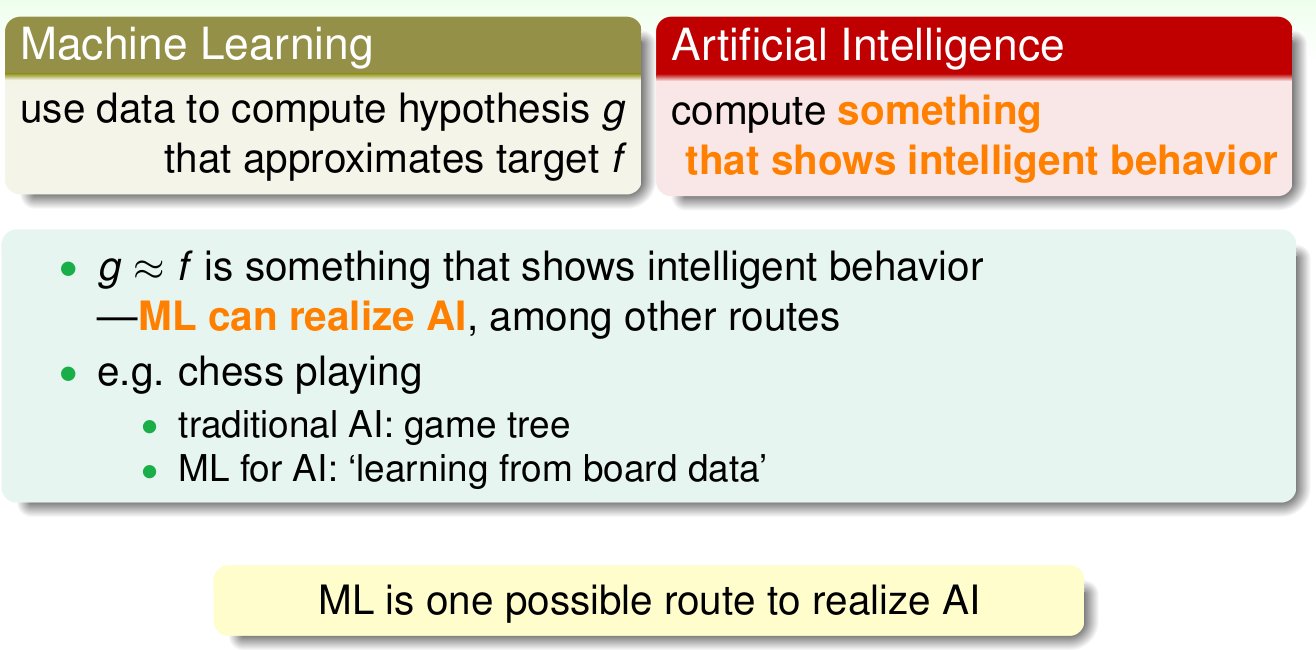 Machine Learning
use data to compute hypothesis g
that approximates target f
Artificial Intelligence
compute something
that shows intelligent behavior
• g ≈ f is something that shows intelligent behavior
—ML can realize AI, among other routes
• e.g. chess playing
• traditional AI: game tree
• ML for AI: ‘learning from board data’
ML is one possible route to realize AI